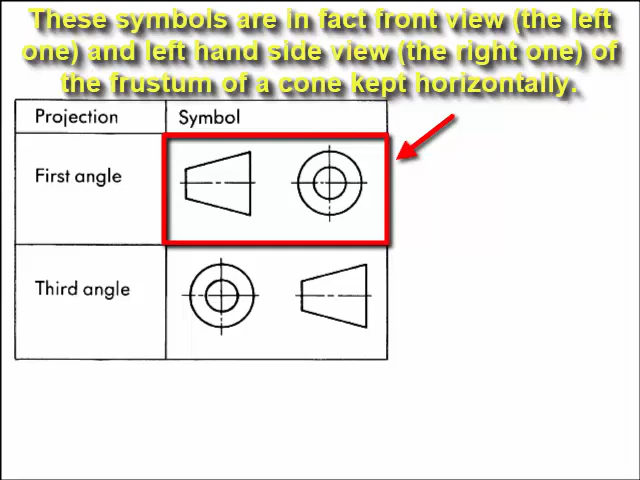 These symbols are in fact front view (the left
one) and left hand side view (the right one) of
the frustum of a cone kept horizontally.
Projection Symbol
First angle
Third angle